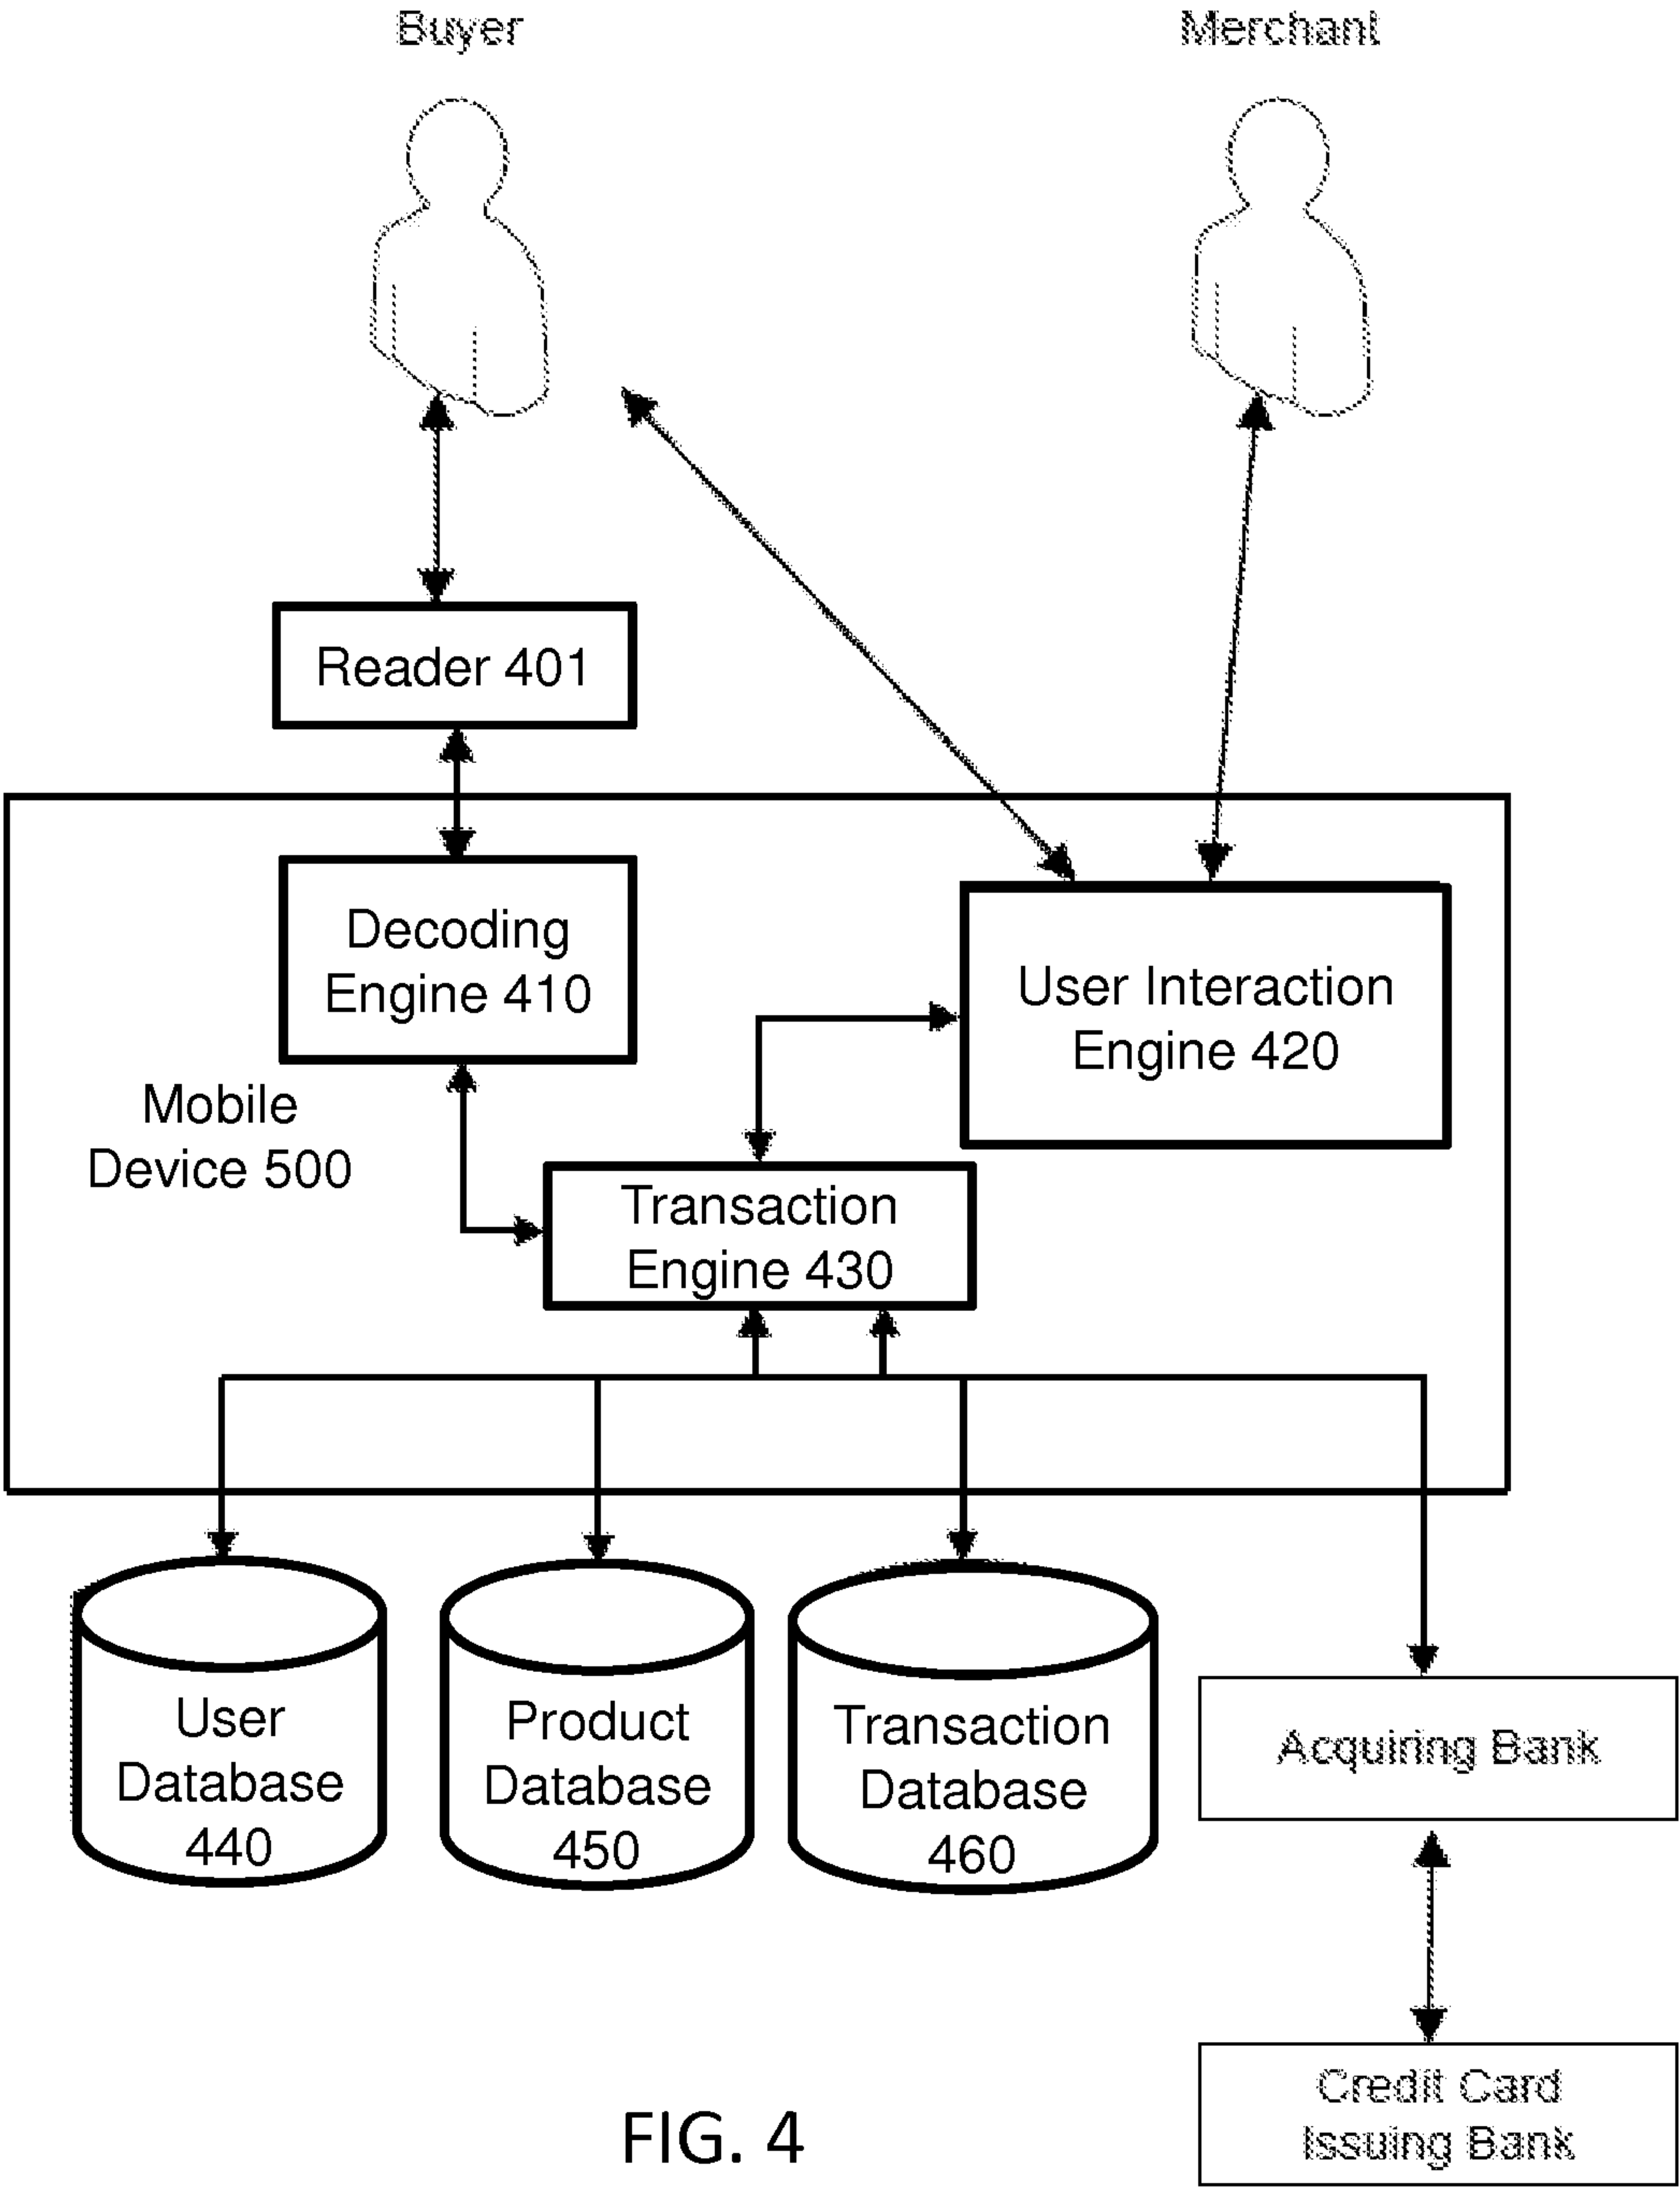 Buyer
Merchant
Reader 401
Decoding
Engine 410
User Interaction
Engine 420
Mobile
Device 500
Transaction
Engine 430
User
Database
440
Product
Database
450
Transaction
Database
460
Acquiring Bank
Credit Card
Issuing Bank
FIG. 4